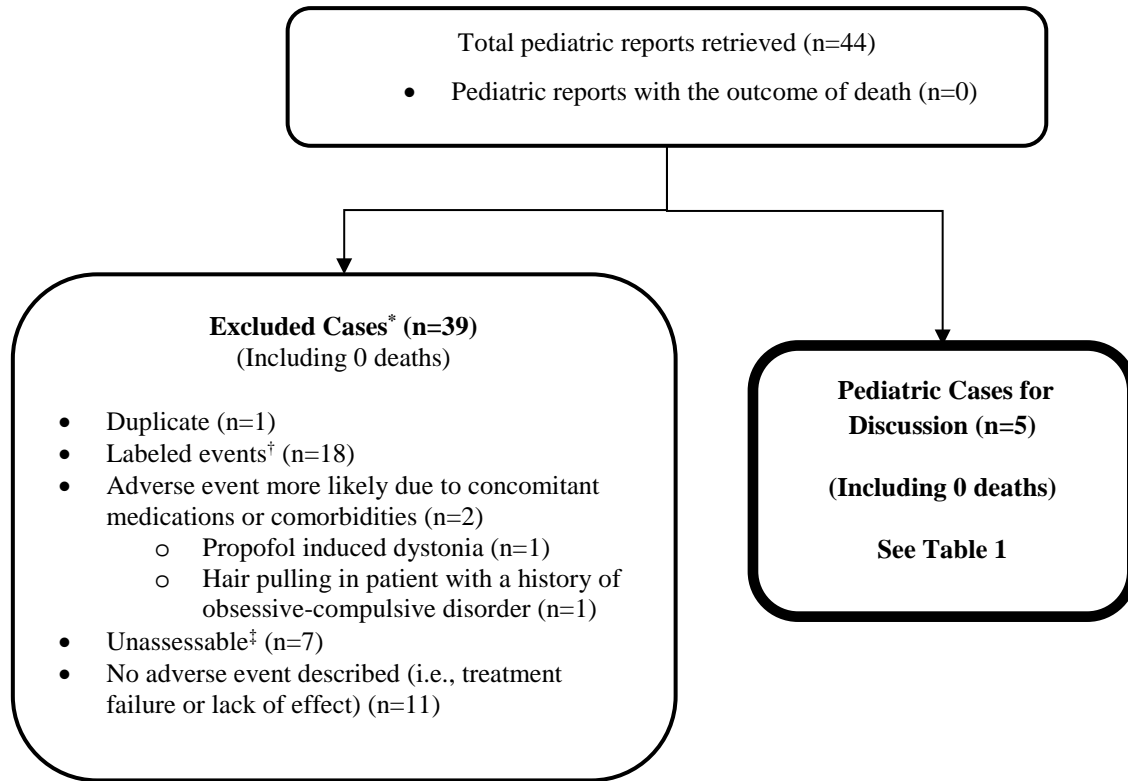 Total pediatric reports retrieved (n=44)
• Pediatric reports with the outcome of death (n=0)
Excluded Cases* (n=39)
(Including 0 deaths)
• Duplicate (n=1)
• Labeled events† (n=18)
• Adverse event more likely due to concomitant
medications or comorbidities (n=2)
o Propofol induced dystonia (n=1)
o Hair pulling in patient with a history of
obsessive-compulsive disorder (n=1)
• Unassessable‡ (n=7)
• No adverse event described (i.e., treatment
failure or lack of effect) (n=11)
Pediatric Cases for
Discussion (n=5)
(Including 0 deaths)
See Table 1